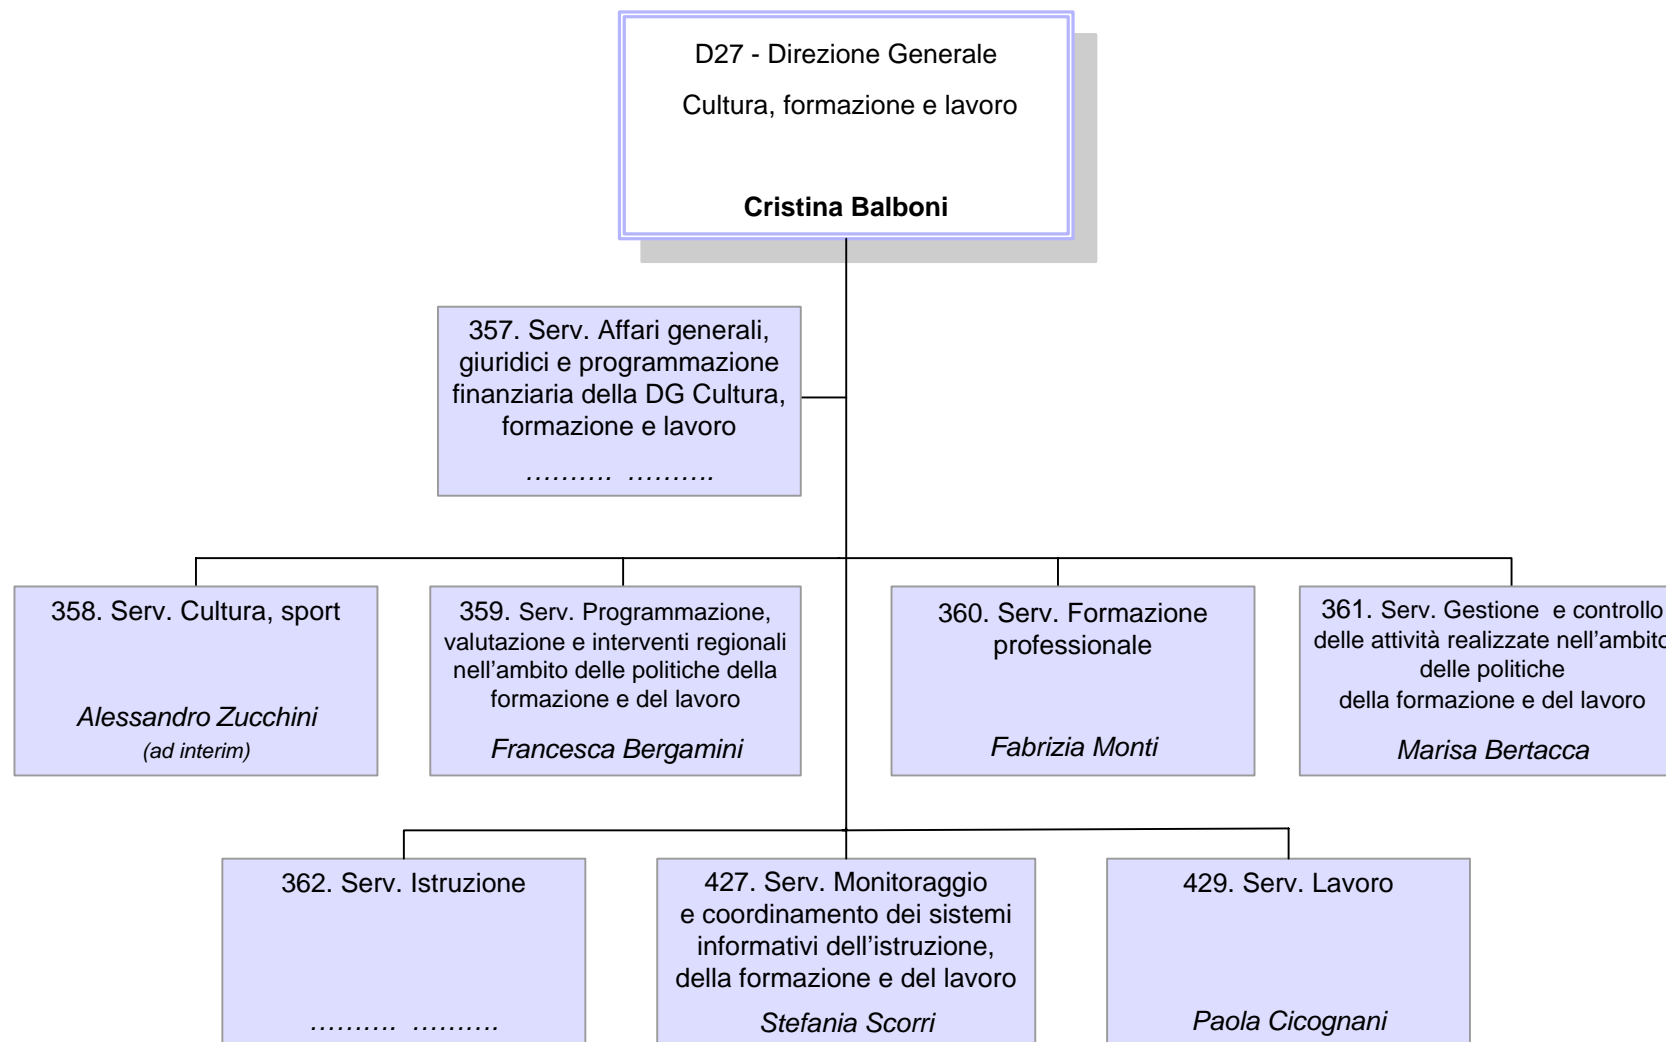 D27 - Direzione Generale
Cultura, formazione e lavoro
Cristina Balboni
357. Serv. Affari generali,
giuridici e programmazione
finanziaria della DG Cultura,
formazione e lavoro
.......... ..........
358. Serv. Cultura, sport
Alessandro Zucchini
(ad interim)
359. Serv. Programmazione,
valutazione e interventi regionali
nell'ambito delle politiche della
formazione e del lavoro
Francesca Bergamini
360. Serv. Formazione
professionale
Fabrizia Monti
361. Serv. Gestione e controllo
delle attività realizzate nell'ambito
delle politiche
della formazione e del lavoro
Marisa Bertacca
362. Serv. Istruzione
.......... ..........
427. Serv. Monitoraggio
e coordinamento dei sistemi
informativi dell'istruzione,
della formazione e del lavoro
Stefania Scorri
429. Serv. Lavoro
Paola Cicognani